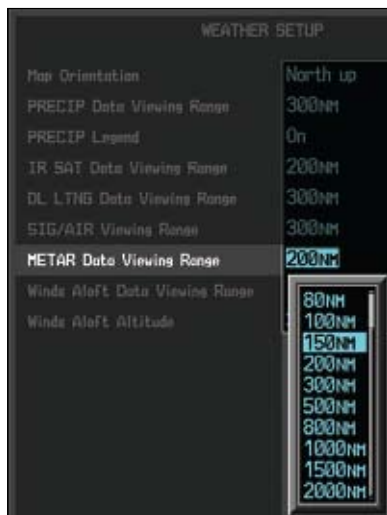 WEATHER SETUP
Map Orientation North up
PRECIP Data Viewing Range 300NM
PRECIP Legend On
IR SAT Data Viewing Range 200NM
DL LTNG Data Viewing Range 300NM
SIG/AIR Viewing Range 300NM
METAR Data Viewing Range 200NM
Winds Aloft Data Viewing Range
Winds Aloft Altitude
80NM
100NM
150NM
200NM
300NM
500NM
800NM
1000NM
1500NM
2000NM